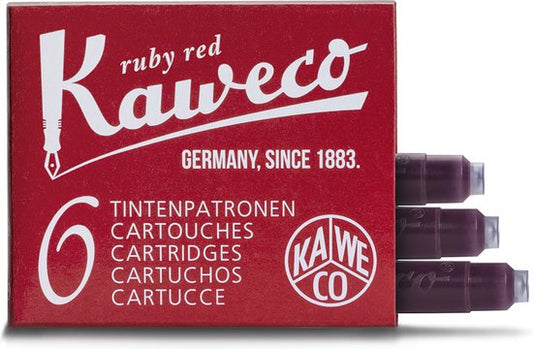 ruby red
Kaweco
GERMANY, SINCE 1883.
6
TINTENPATRONEN
CARTOUCHES
CARTRIDGES
CARTUCHOS
CARTUCCE
KA WE
CO